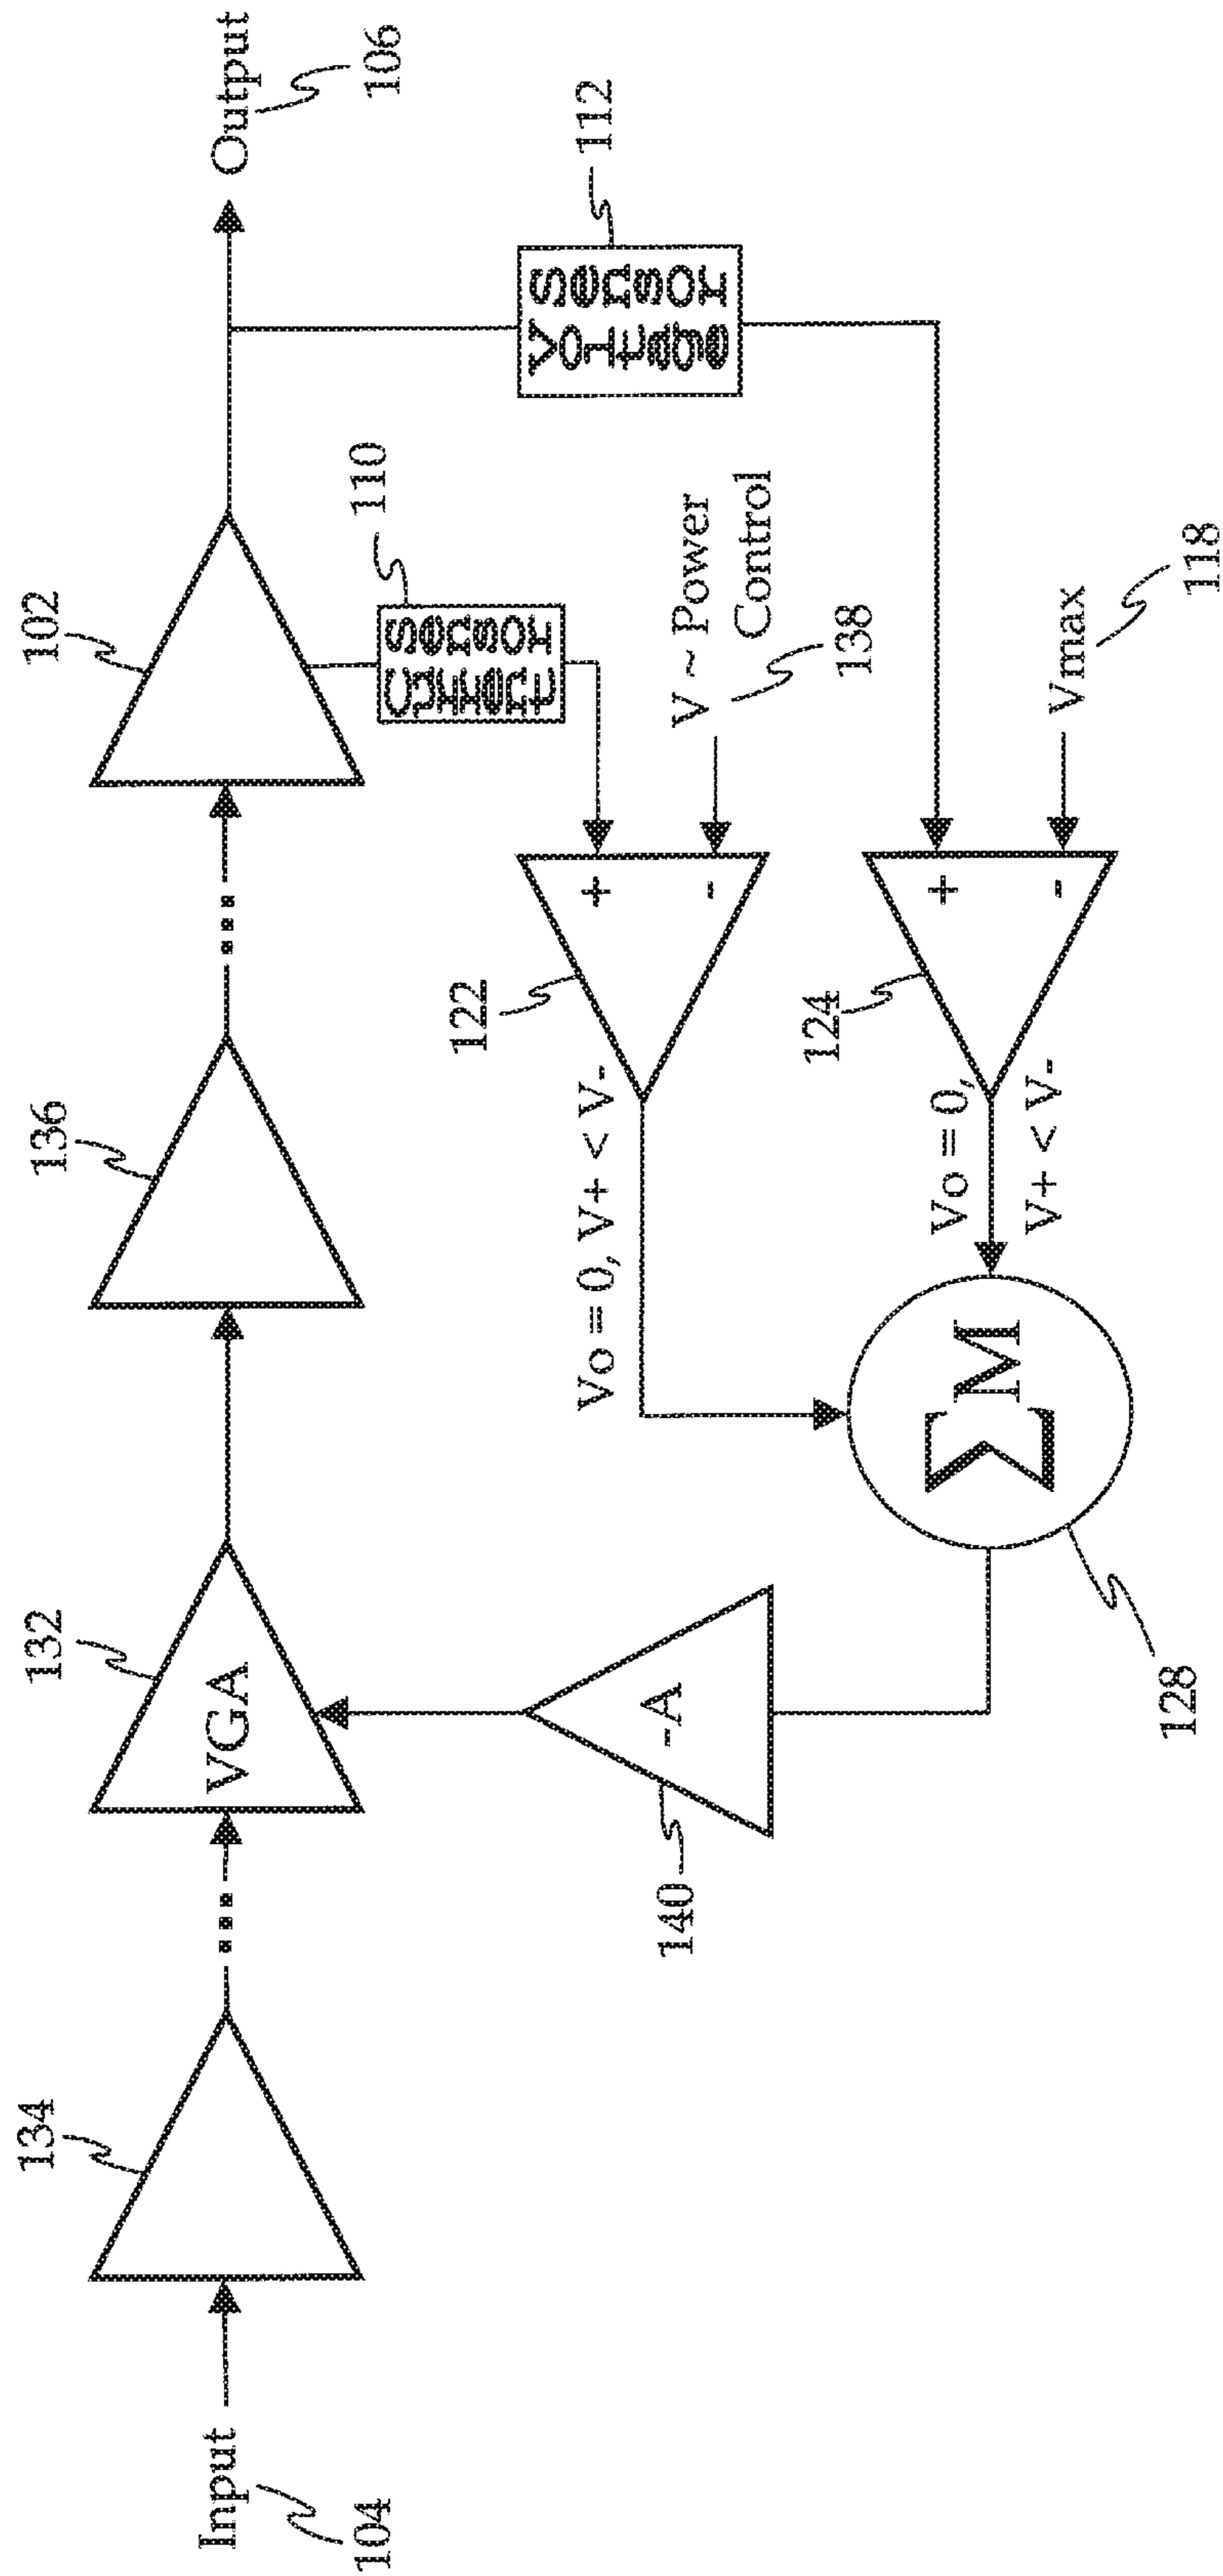 Input
104
134
VGA
132
136
102
Output
106
Current
Sensor
110
Voltage
Sensor
112
V ~ Power
Control
138
Vmax
118
+
-
122
+
-
124
Vo = 0, V+ < V-
Vo = 0,
V+ < V-
ΣM
128
-A
140